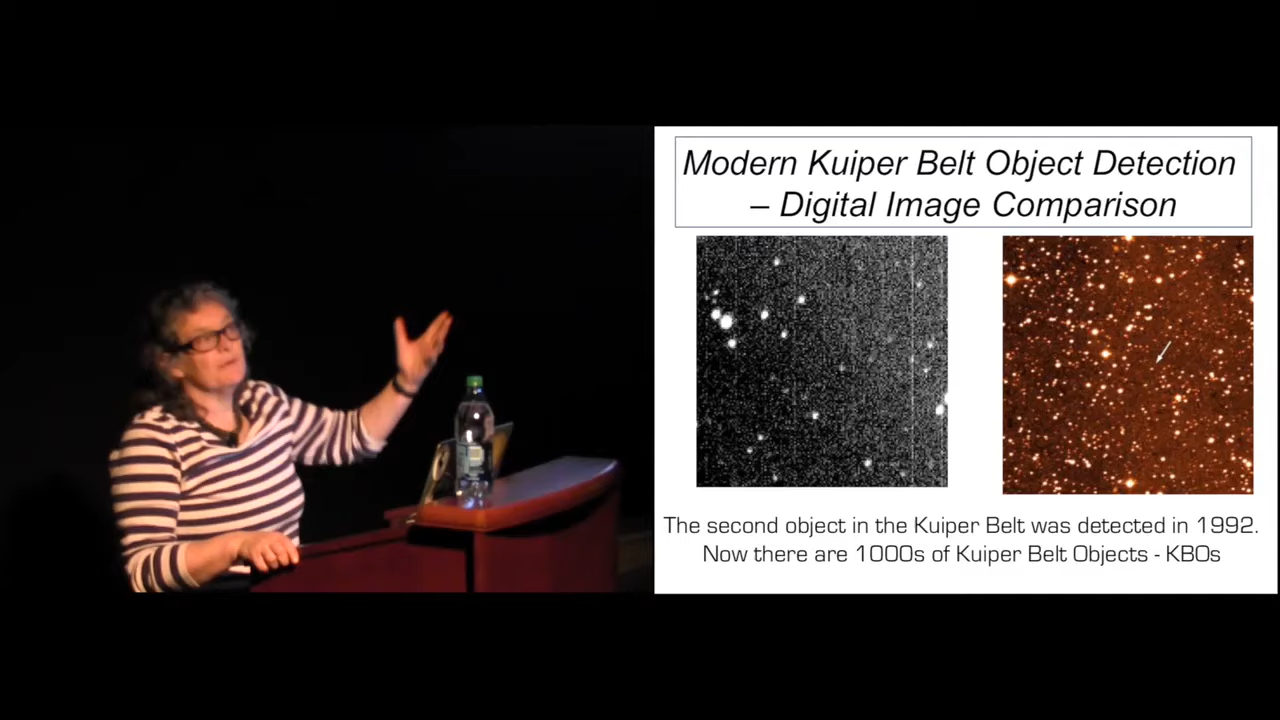 Modern Kuiper Belt Object Detection
– Digital Image Comparison
The second object in the Kuiper Belt was detected in 1992.
Now there are 1000s of Kuiper Belt Objects - KBOs